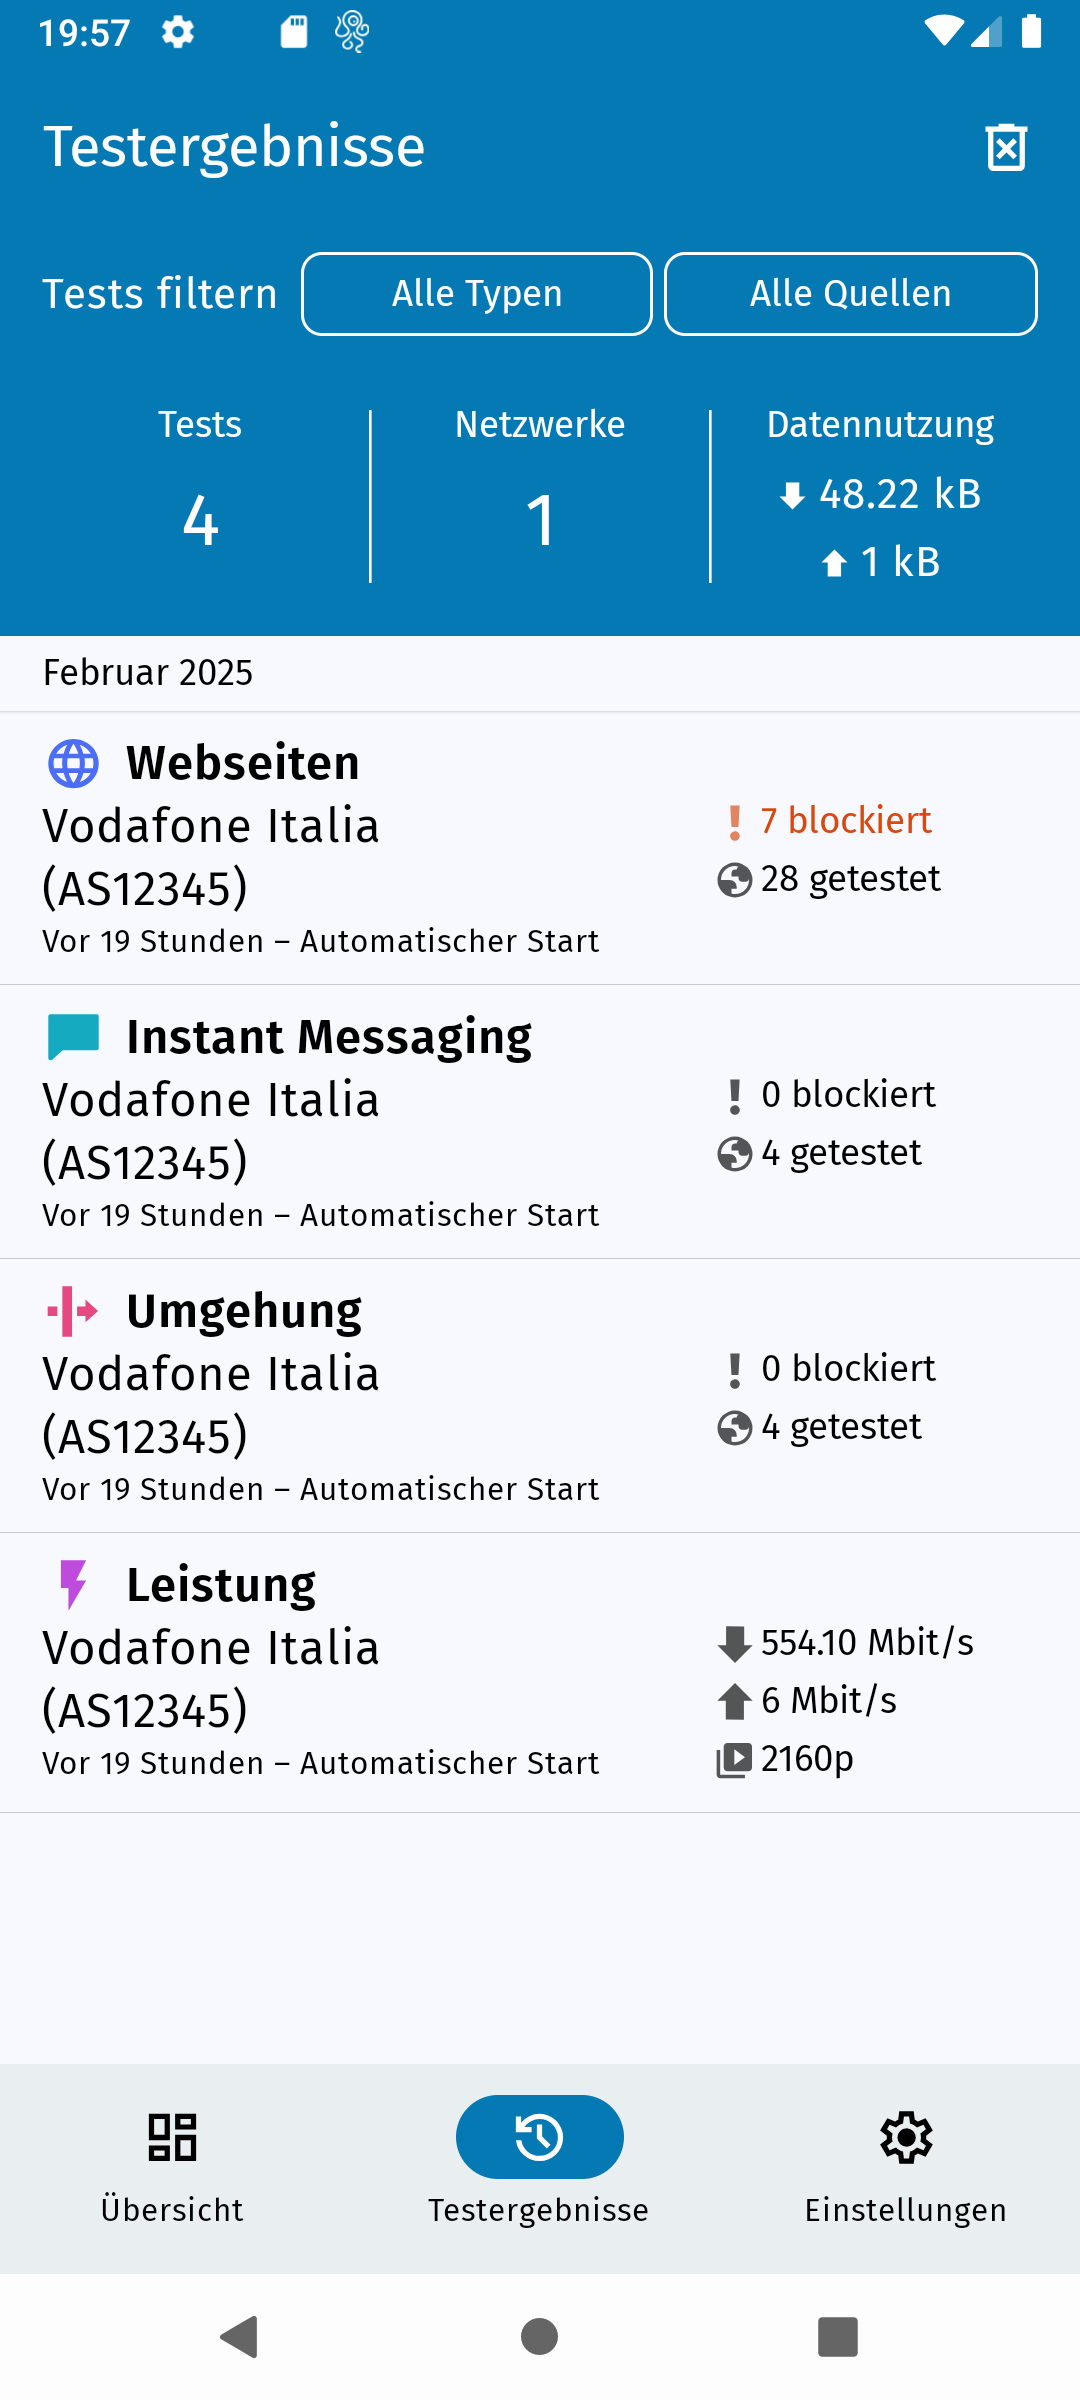 19:57
Testergebnisse
Tests filtern Alle Typen Alle Quellen
Tests Netzwerke Datennutzung
4 1 48.22 kB
1 kB
Februar 2025
Webseiten
Vodafone Italia
(AS12345)
Vor 19 Stunden – Automatischer Start
7 blockiert
28 getestet
Instant Messaging
Vodafone Italia
(AS12345)
Vor 19 Stunden – Automatischer Start
0 blockiert
4 getestet
Umgehung
Vodafone Italia
(AS12345)
Vor 19 Stunden – Automatischer Start
0 blockiert
4 getestet
Leistung
Vodafone Italia
(AS12345)
Vor 19 Stunden – Automatischer Start
554.10 Mbit/s
6 Mbit/s
2160p
Übersicht Testergebnisse Einstellungen